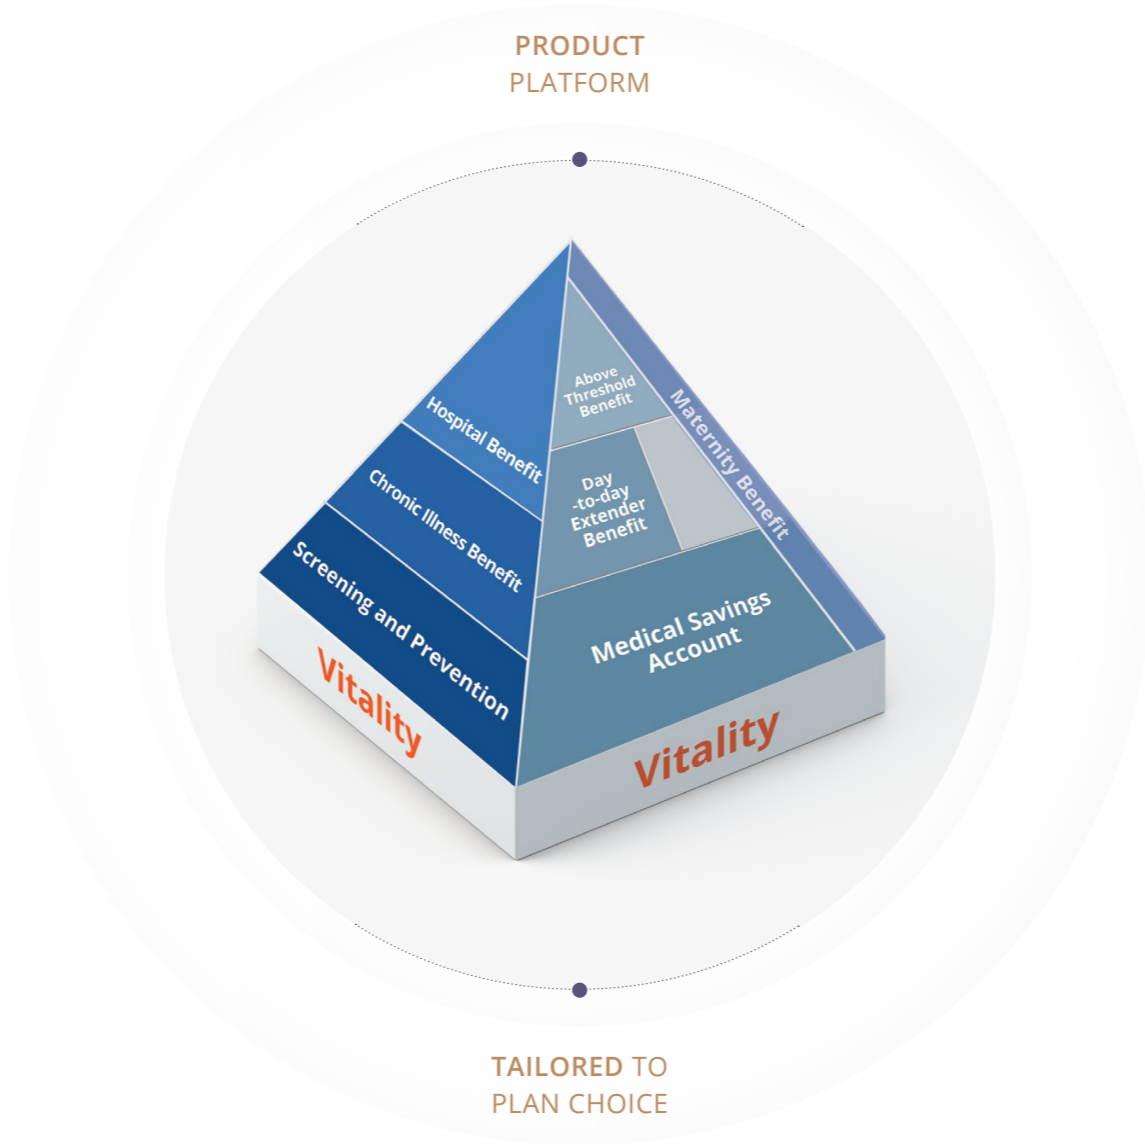 PRODUCT
PLATFORM
Hospital Benefit
Chronic Illness Benefit
Screening and Prevention
Vitality
Above
Threshold
Benefit
Day
-to-day
Extender
Benefit
Maternity Benefit
Medical Savings
Account
Vitality
TAILORED TO
PLAN CHOICE